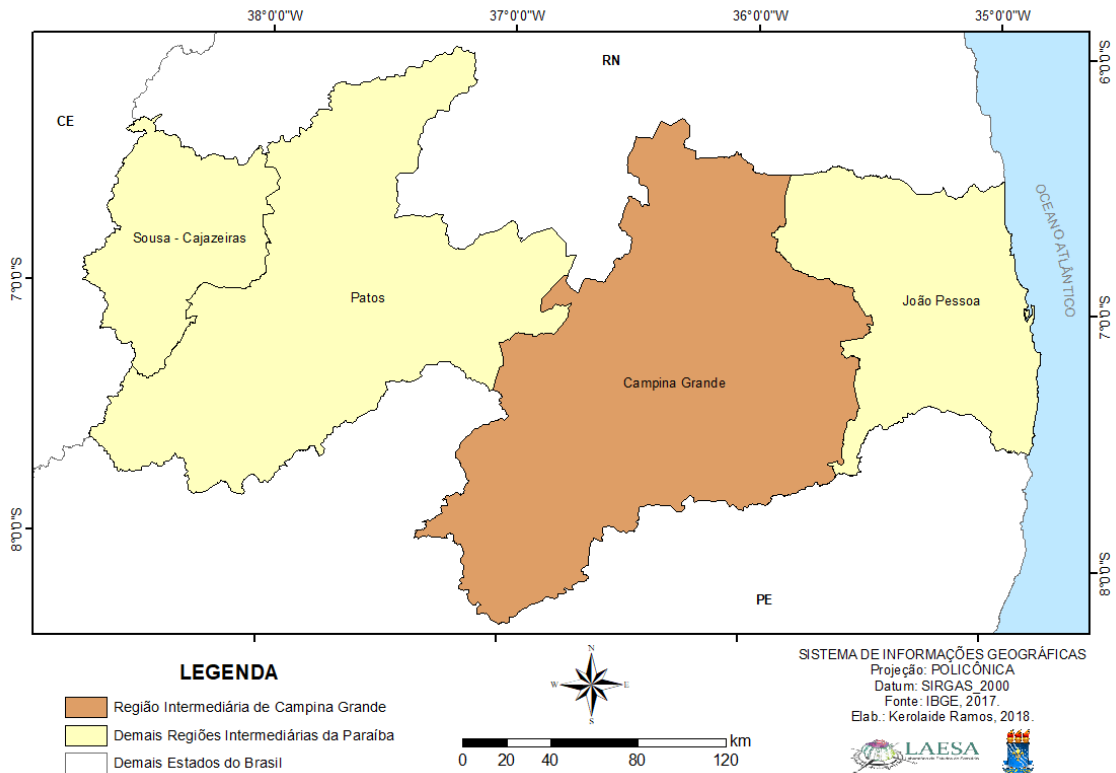 38°0'0"W
37°0'0"W
36°0'0"W
35°0'0"W
6°0'0"S
RN
CE
OCEANO ATLÂNTICO
Sousa - Cajazeiras
7°0'0"S
Patos
João Pessoa
7°0'0"S
Campina Grande
8°0'0"S
8°0'0"S
PE
LEGENDA
Região Intermediária de Campina Grande
Demais Regiões Intermediárias da Paraíba
Demais Estados do Brasil
N
W
E
S
km
0 20 40 80 120
SISTEMA DE INFORMAÇÕES GEOGRÁFICAS
Projeção: POLICÔNICA
Datum: SIRGAS_2000
Fonte: IBGE, 2017.
Elab.: Kerolaide Ramos, 2018.
LAESA